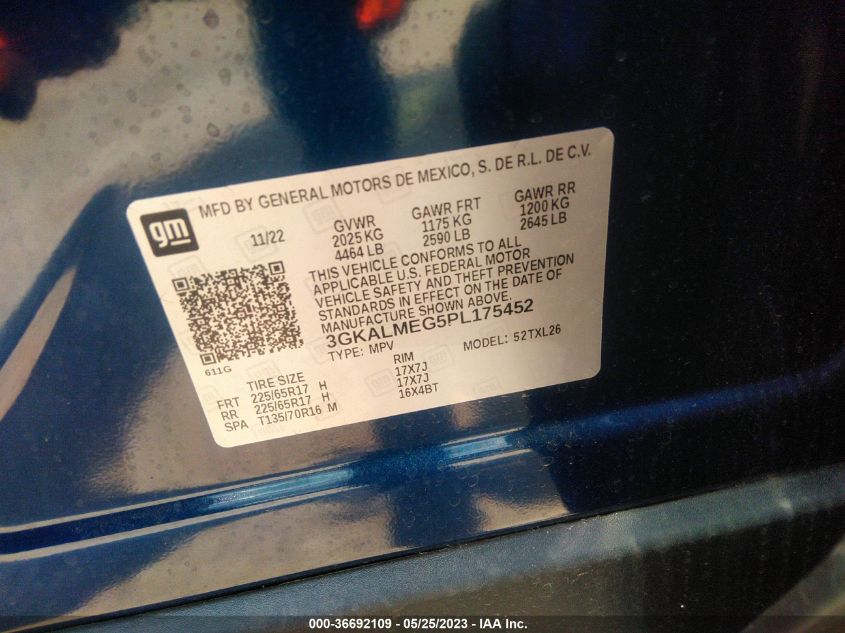 MFD BY GENERAL MOTORS DE MEXICO, S. DE R.L. DE C.V.
gm
11/22 GVWR GAWR FRT GAWR RR
2025 KG 1175 KG 1200 KG
4464 LB 2590 LB 2645 LB
THIS VEHICLE CONFORMS TO ALL
APPLICABLE U.S. FEDERAL MOTOR
VEHICLE SAFETY AND THEFT PREVENTION
STANDARDS IN EFFECT ON THE DATE OF
MANUFACTURE SHOWN ABOVE.
3GKALMEG5PL175452
TYPE: MPV MODEL: 52TXL26
611G
TIRE SIZE RIM
FRT 225/65R17 H 17X7J
RR 225/65R17 H 17X7J
SPA T135/70R16 M 16X4BT
000-36692109 — 05/25/2023 — IAA Inc.